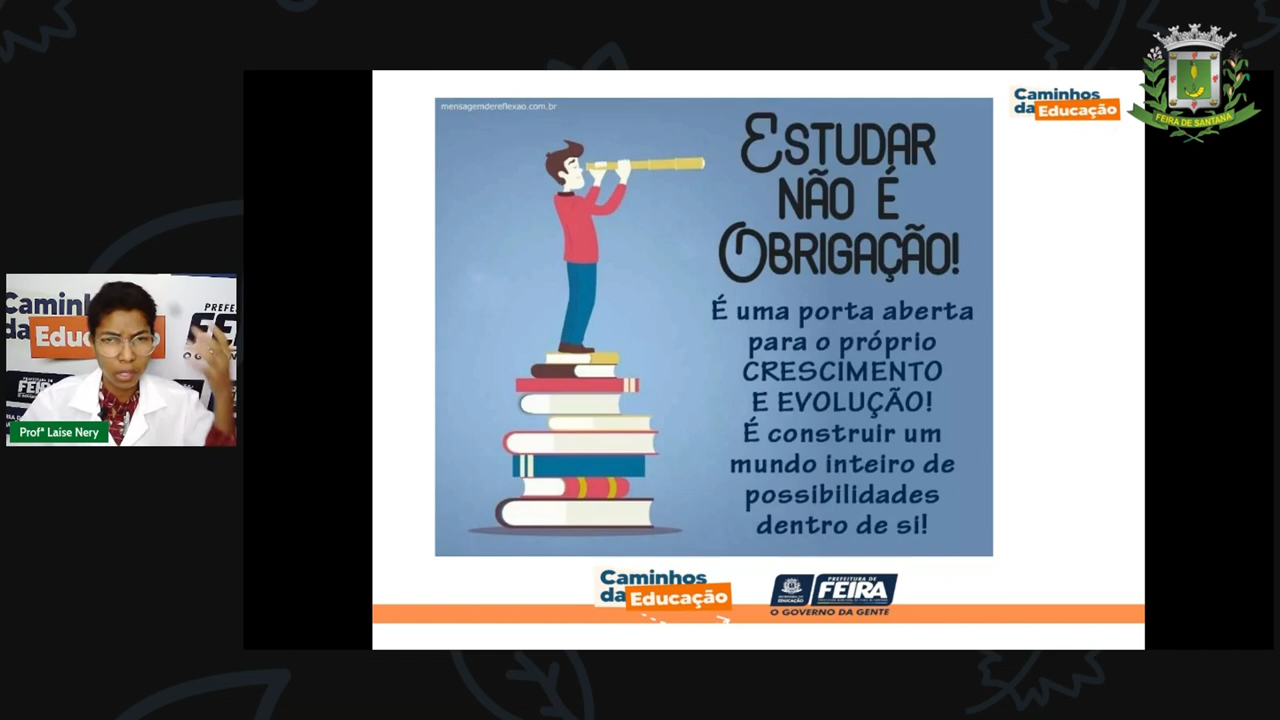 mensagemdereflexao.com.br
ESTUDAR
NÃO É
OBRIGAÇÃO!
É uma porta aberta
para o próprio
CRESCIMENTO
E EVOLUÇÃO!
É construir um
mundo inteiro de
possibilidades
dentro de si!
Caminhos
da Educação
FEIRA DE SANTANA
Profª Laíse Nery
Caminhos
da Educação
PREFEITURA DE
FEIRA
O GOVERNO DA GENTE